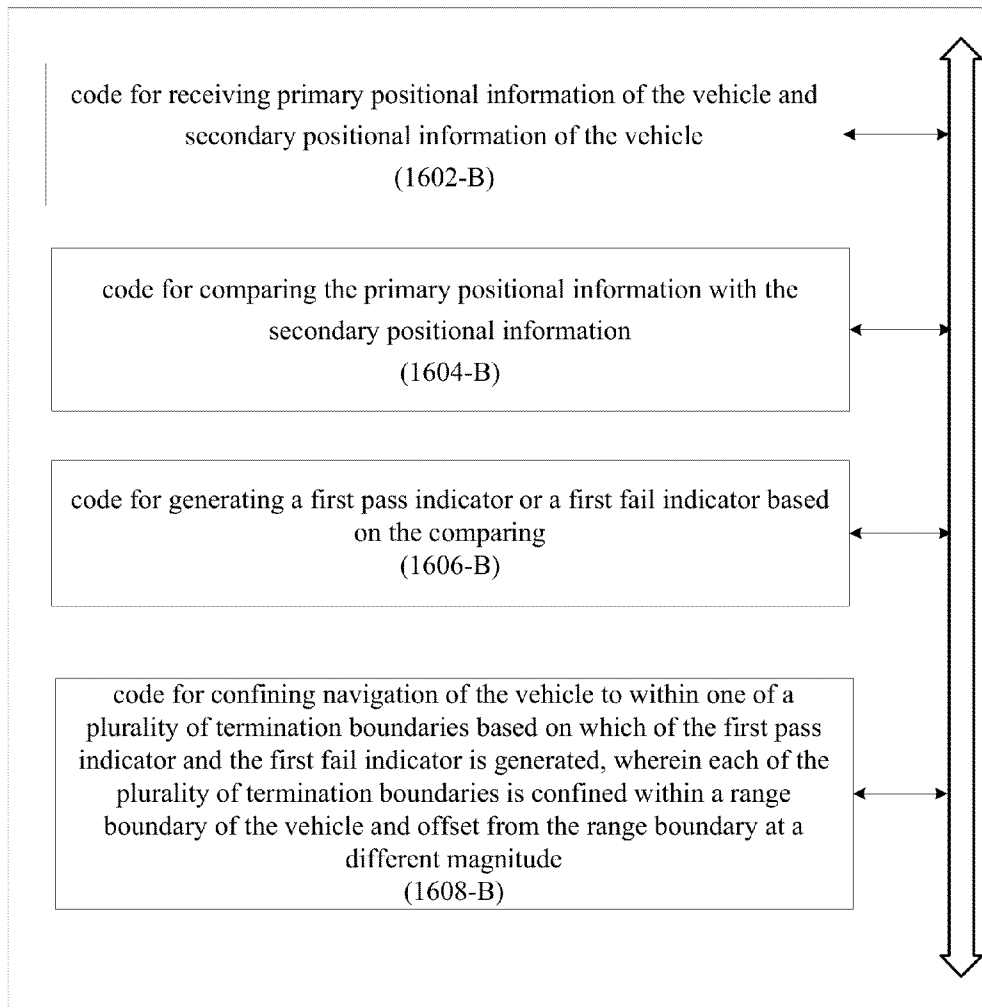 code for receiving primary positional information of the vehicle and
secondary positional information of the vehicle
(1602-B)
code for comparing the primary positional information with the
secondary positional information
(1604-B)
code for generating a first pass indicator or a first fail indicator based
on the comparing
(1606-B)
code for confining navigation of the vehicle to within one of a
plurality of termination boundaries based on which of the first pass
indicator and the first fail indicator is generated, wherein each of the
plurality of termination boundaries is confined within a range
boundary of the vehicle and offset from the range boundary at a
different magnitude
(1608-B)